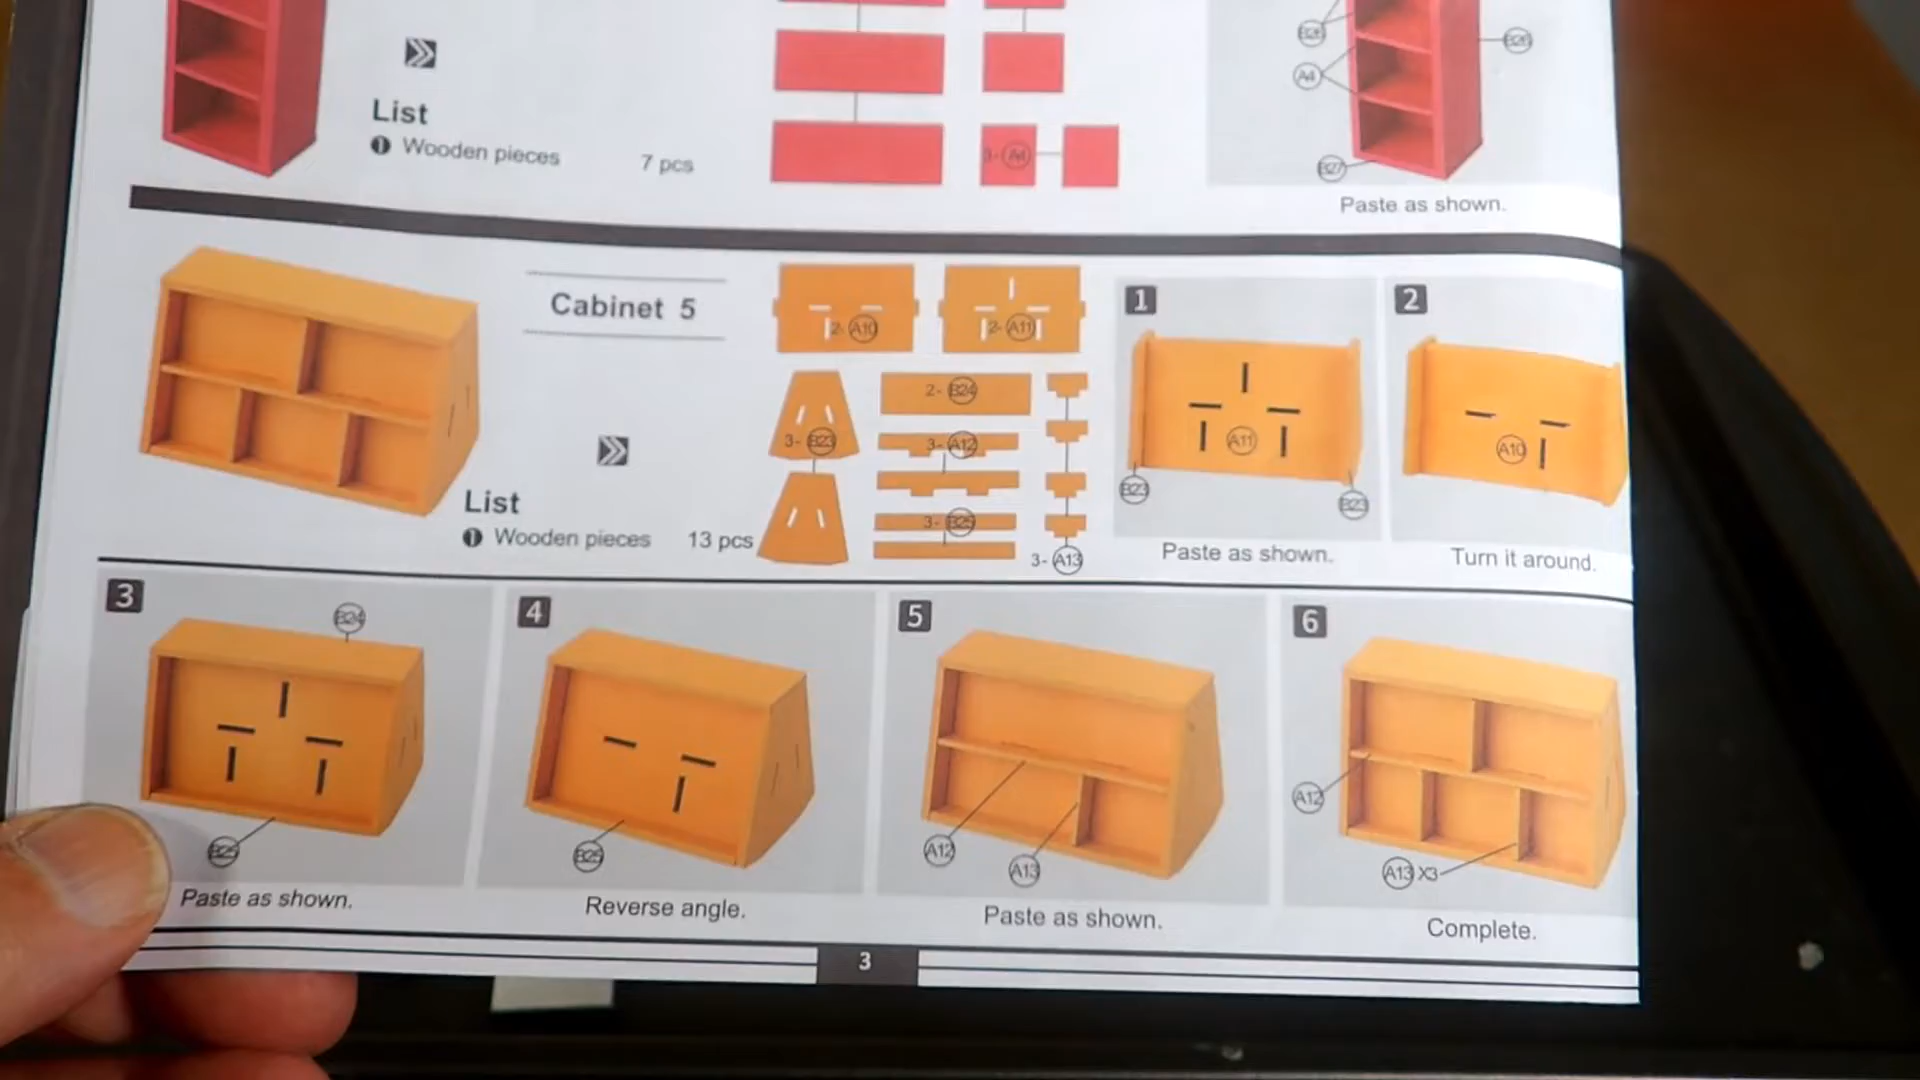 B26
B26
A4
List
❶ Wooden pieces 7 pcs
3- A4
B27
Paste as shown.
Cabinet 5
2- A10
2- A11
3- B23
2- B24
3- A12
3- B25
3- A13
List
❶ Wooden pieces 13 pcs
1
A11
B23
B23
Paste as shown.
2
A10
Turn it around.
3
B24
B25
Paste as shown.
4
B25
Reverse angle.
5
A12
A13
Paste as shown.
6
A12
A13 X3
Complete.
3